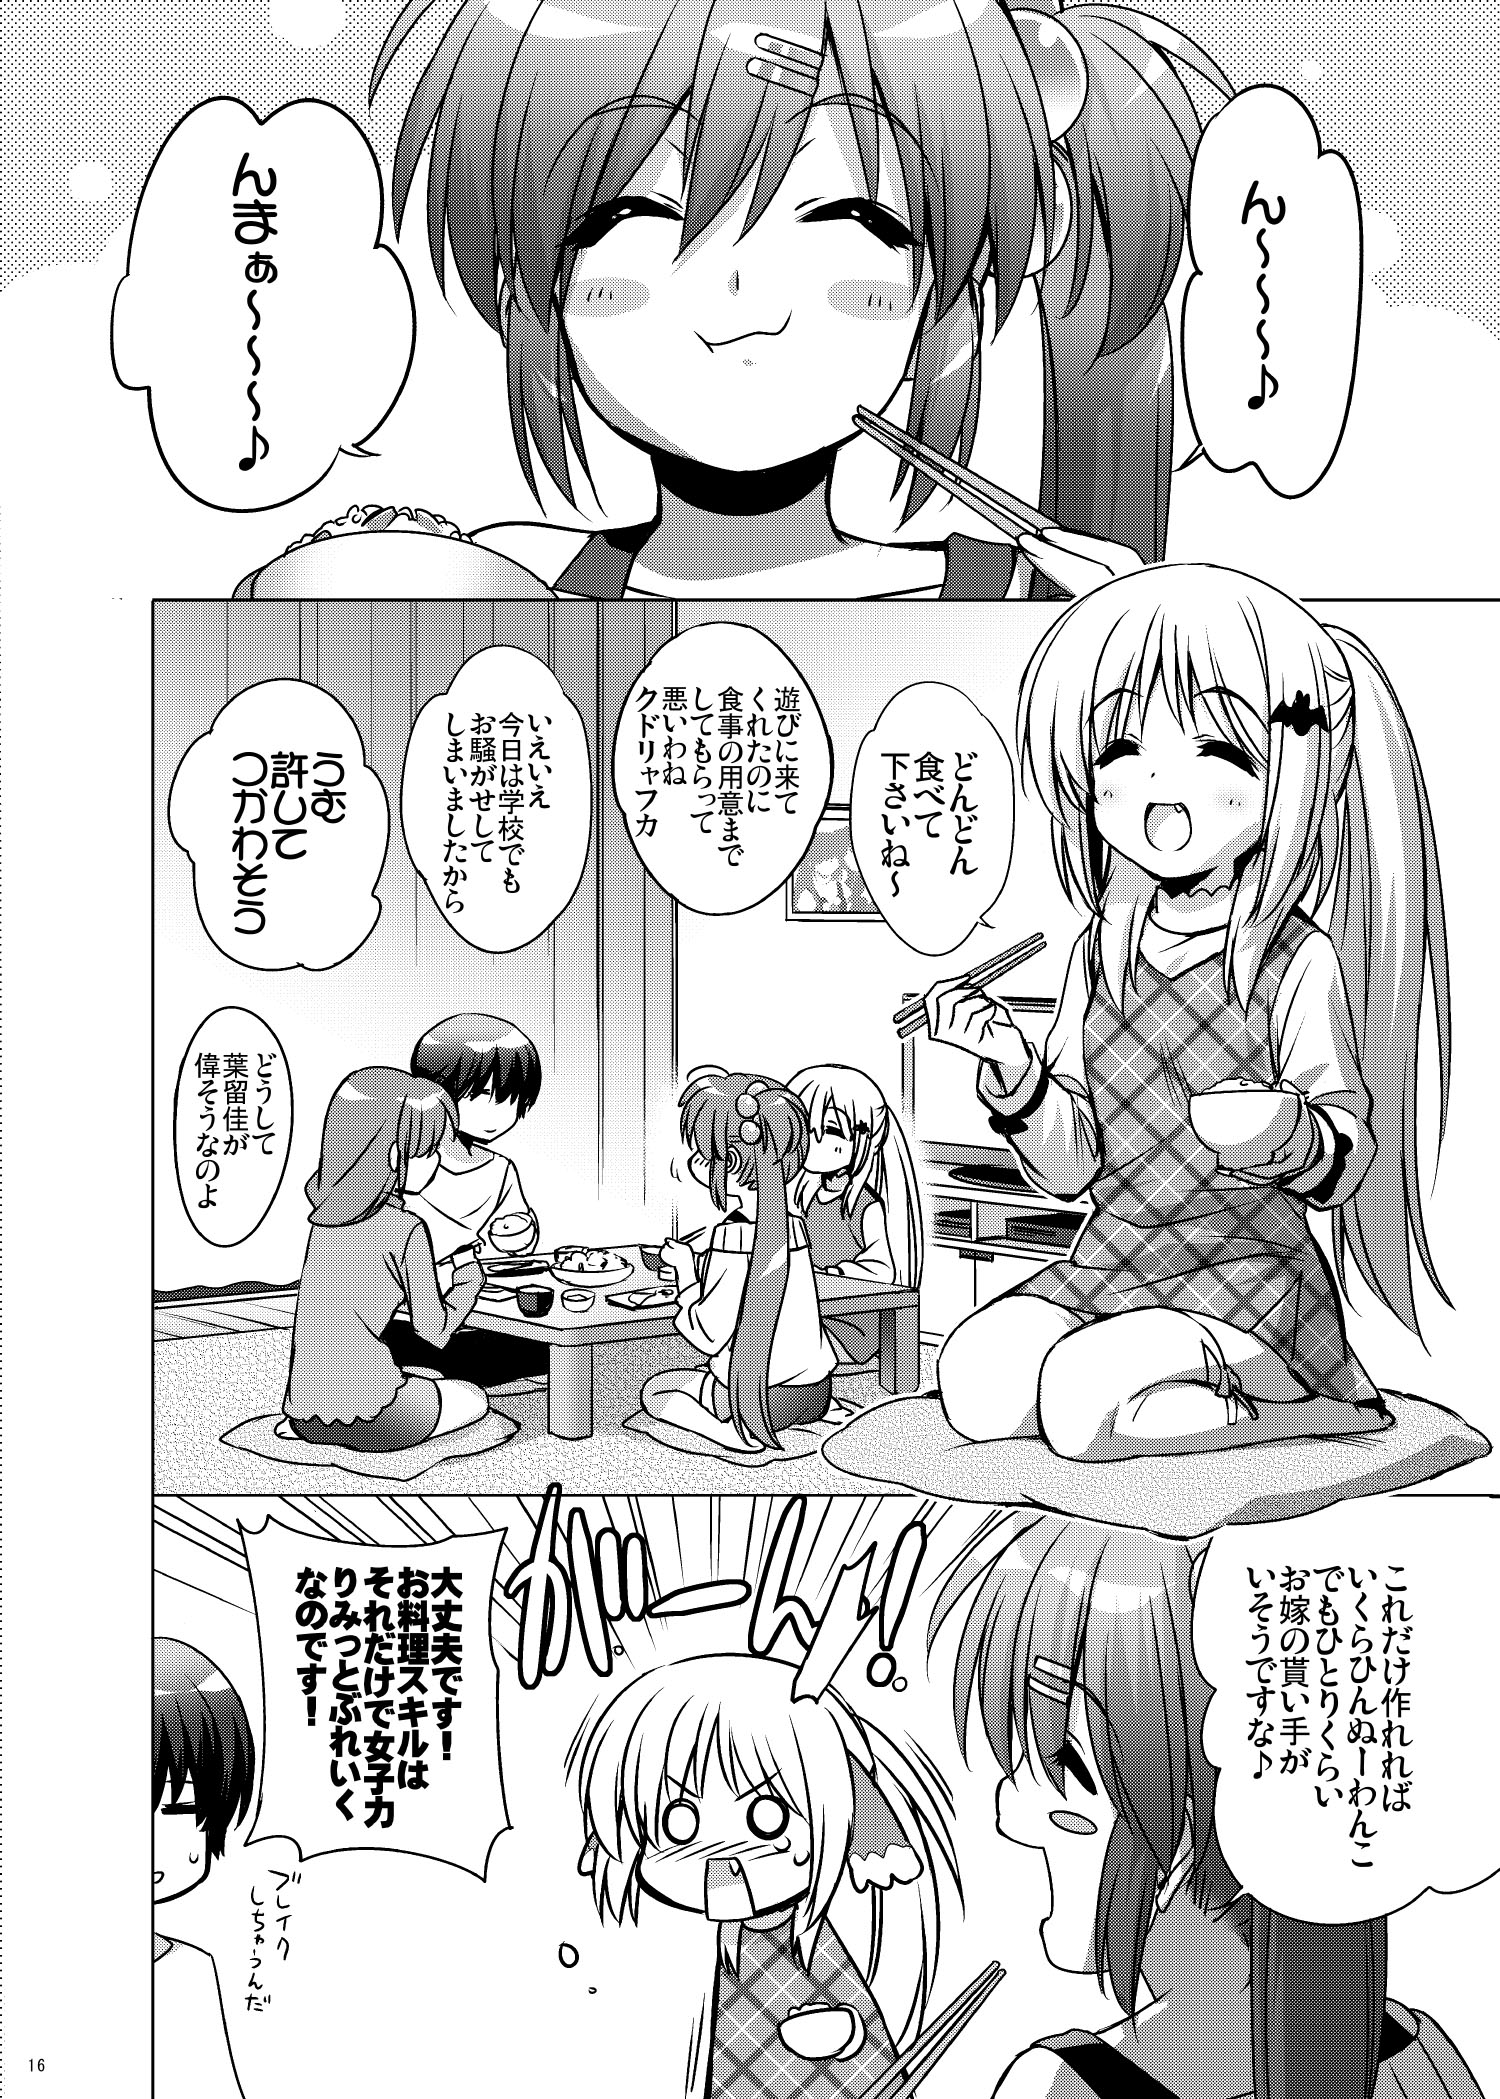 ん～～～～♪
んまぁ～～～～♪
どんどん
食べて
下さいね～
遊びに来て
くれたのに
食事の用意まで
してもらって
悪いわね
クドリャフカ
いえいえ
今日は学校でも
お騒がせして
しまいましたから
うむ
許して
つかわそう
どうして
葉留佳が
偉そうなのよ
これだけ作れれば
いくらひんぬーわんこ
でもひとりくらい
お嫁の貰い手が
いそうですな♪
がーん!!
大丈夫です！
お料理スキルは
それだけで女子力
りみっとぶれいく
なのです！
ブレイク
しちゃうんだ
16